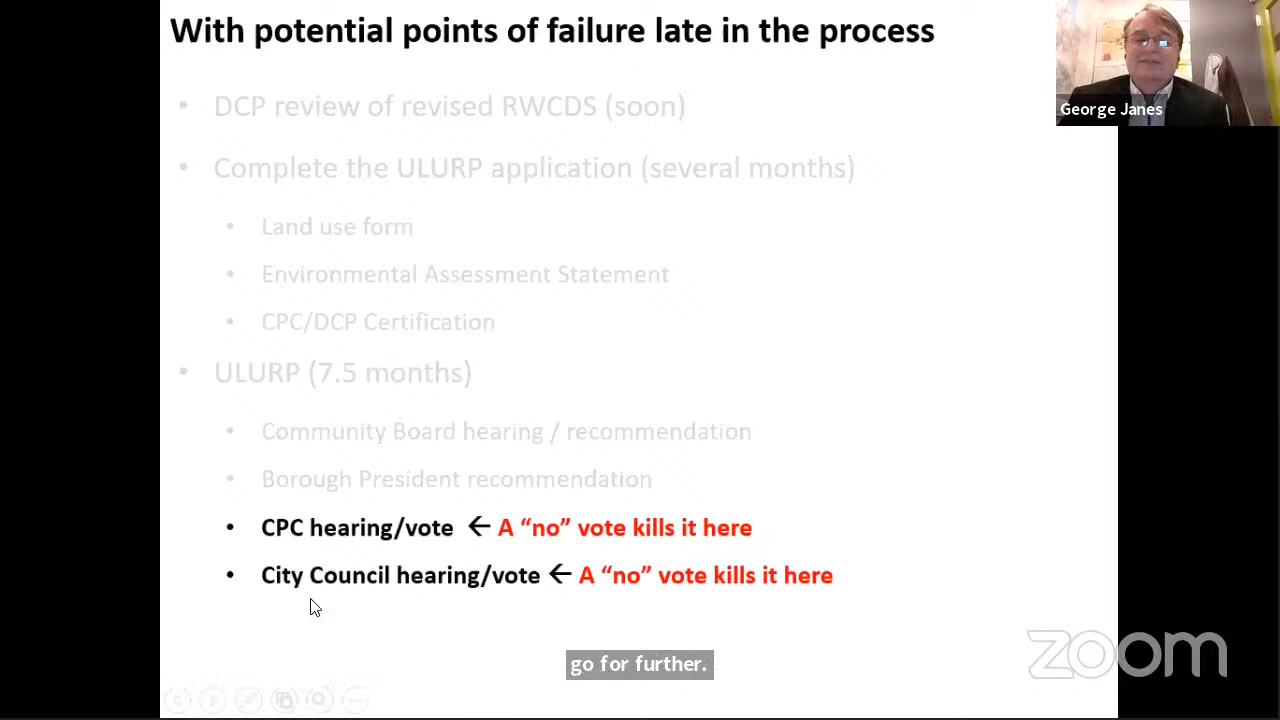 With potential points of failure late in the process
George Janes
• DCP review of revised RWCDS (soon)
• Complete the ULURP application (several months)
• Land use form
• Environmental Assessment Statement
• CPC/DCP Certification
• ULURP (7.5 months)
• Community Board hearing / recommendation
• Borough President recommendation
• CPC hearing/vote ← A “no” vote kills it here
• City Council hearing/vote ← A “no” vote kills it here
go for further.
zoom